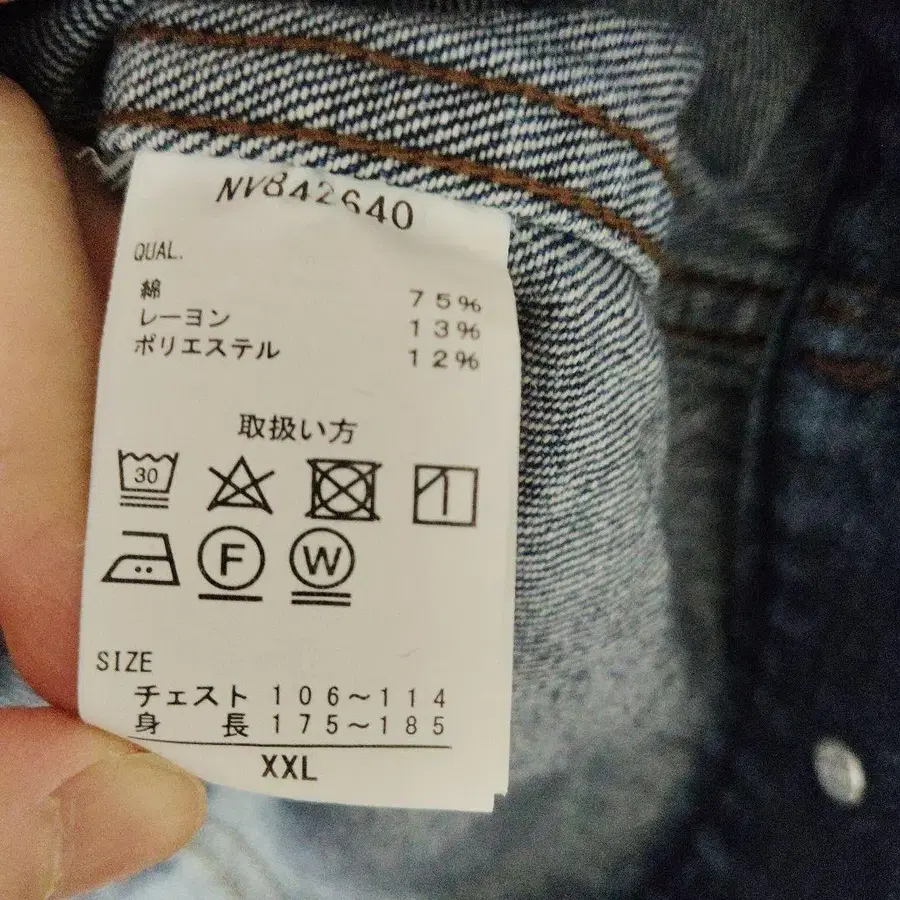 NV842640
QUAL.
綿 75%
レーヨン 13%
ポリエステル 12%
取扱い方
30
F W
SIZE
チェスト 106〜114
身長 175〜185
XXL